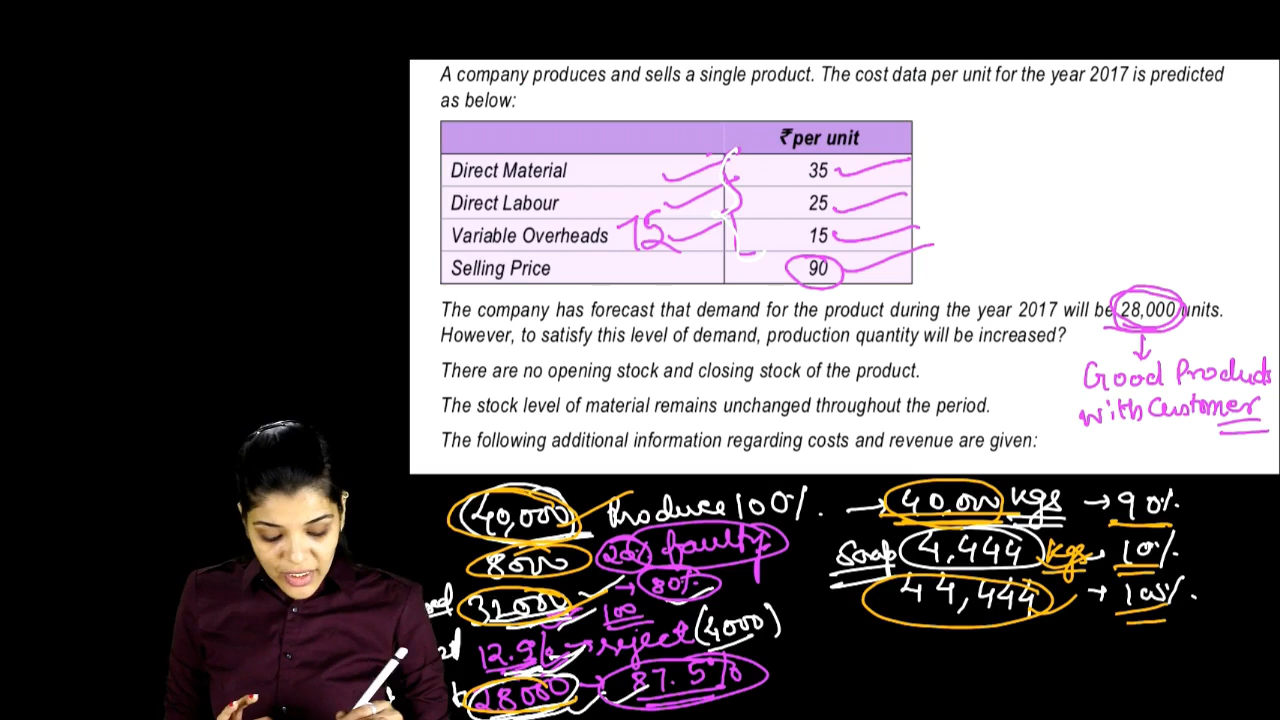 A company produces and sells a single product. The cost data per unit for the year 2017 is predicted
as below:
₹ per unit
Direct Material 35
Direct Labour 25
Variable Overheads 75 15
Selling Price 90
The company has forecast that demand for the product during the year 2017 will be 28,000 units.
However, to satisfy this level of demand, production quantity will be increased?
There are no opening stock and closing stock of the product.
Good Products
with Customer
The stock level of material remains unchanged throughout the period.
The following additional information regarding costs and revenue are given:
40,000 Produce 100%. → 40,000 kgs → 90%.
8000 20% faulty
Scrap 4,444 kgs → 10%.
32000 → 80%
44,444 → 100%.
100
12.5% → reject (4000)
28000 → 87.5%